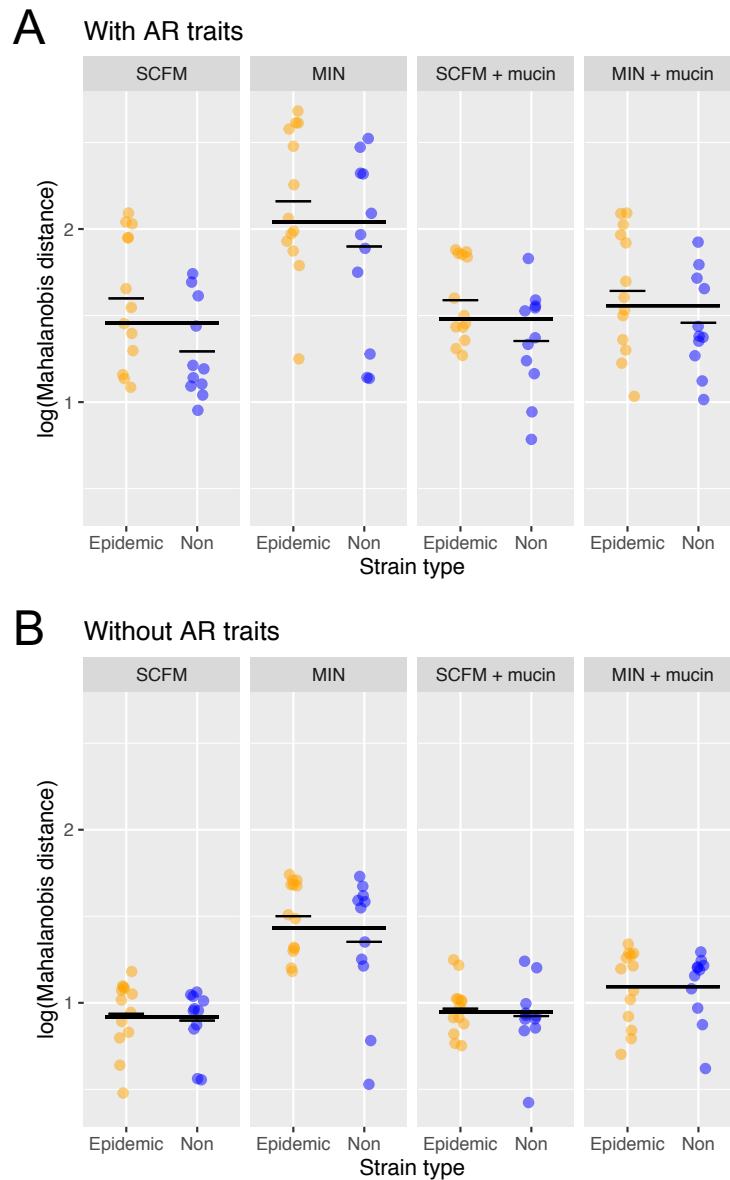 A With AR traits
SCFM MIN SCFM + mucin MIN + mucin
log(Mahalanobis distance)
2
1
Epidemic Non Epidemic Non Epidemic Non Epidemic Non
Strain type
B Without AR traits
SCFM MIN SCFM + mucin MIN + mucin
log(Mahalanobis distance)
2
1
Epidemic Non Epidemic Non Epidemic Non Epidemic Non
Strain type